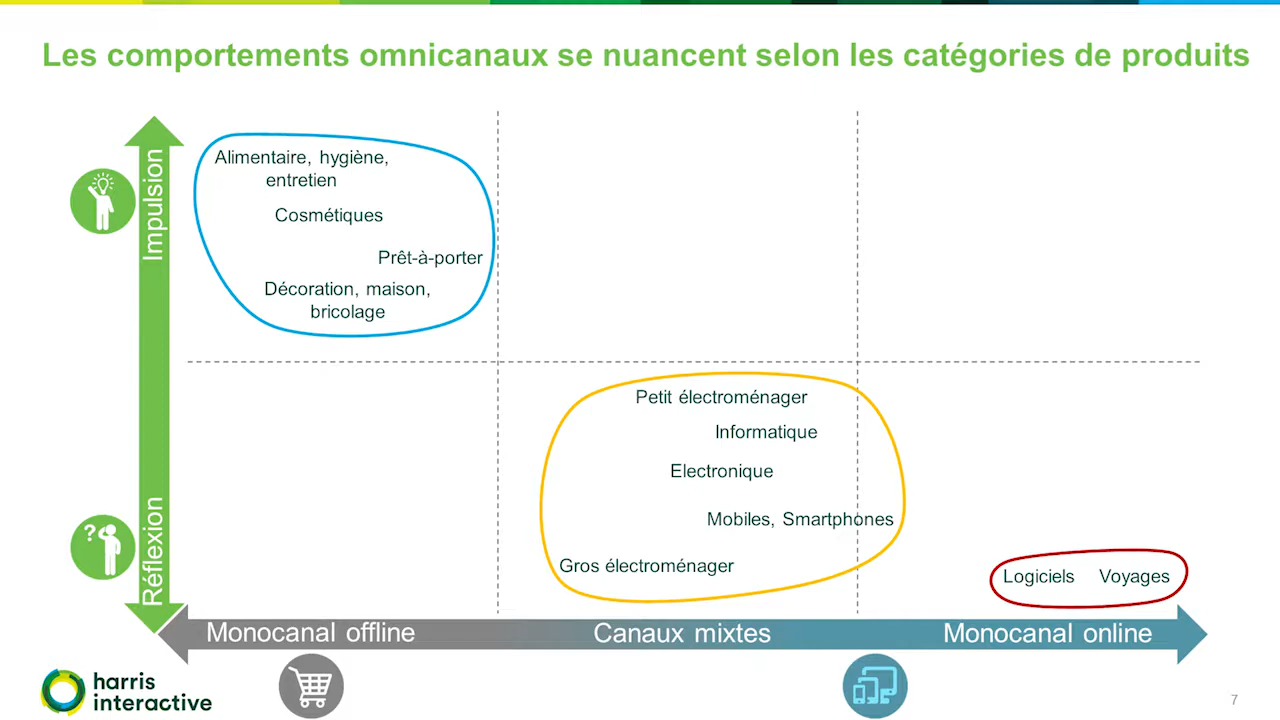 Les comportements omnicanaux se nuancent selon les catégories de produits
Impulsion
Alimentaire, hygiène,
entretien
Cosmétiques
Prêt-à-porter
Décoration, maison,
bricolage
Petit électroménager
Informatique
Electronique
Mobiles, Smartphones
Gros électroménager
Logiciels
Voyages
?
Réflexion
Monocanal offline
Canaux mixtes
Monocanal online
harris
interactive
7